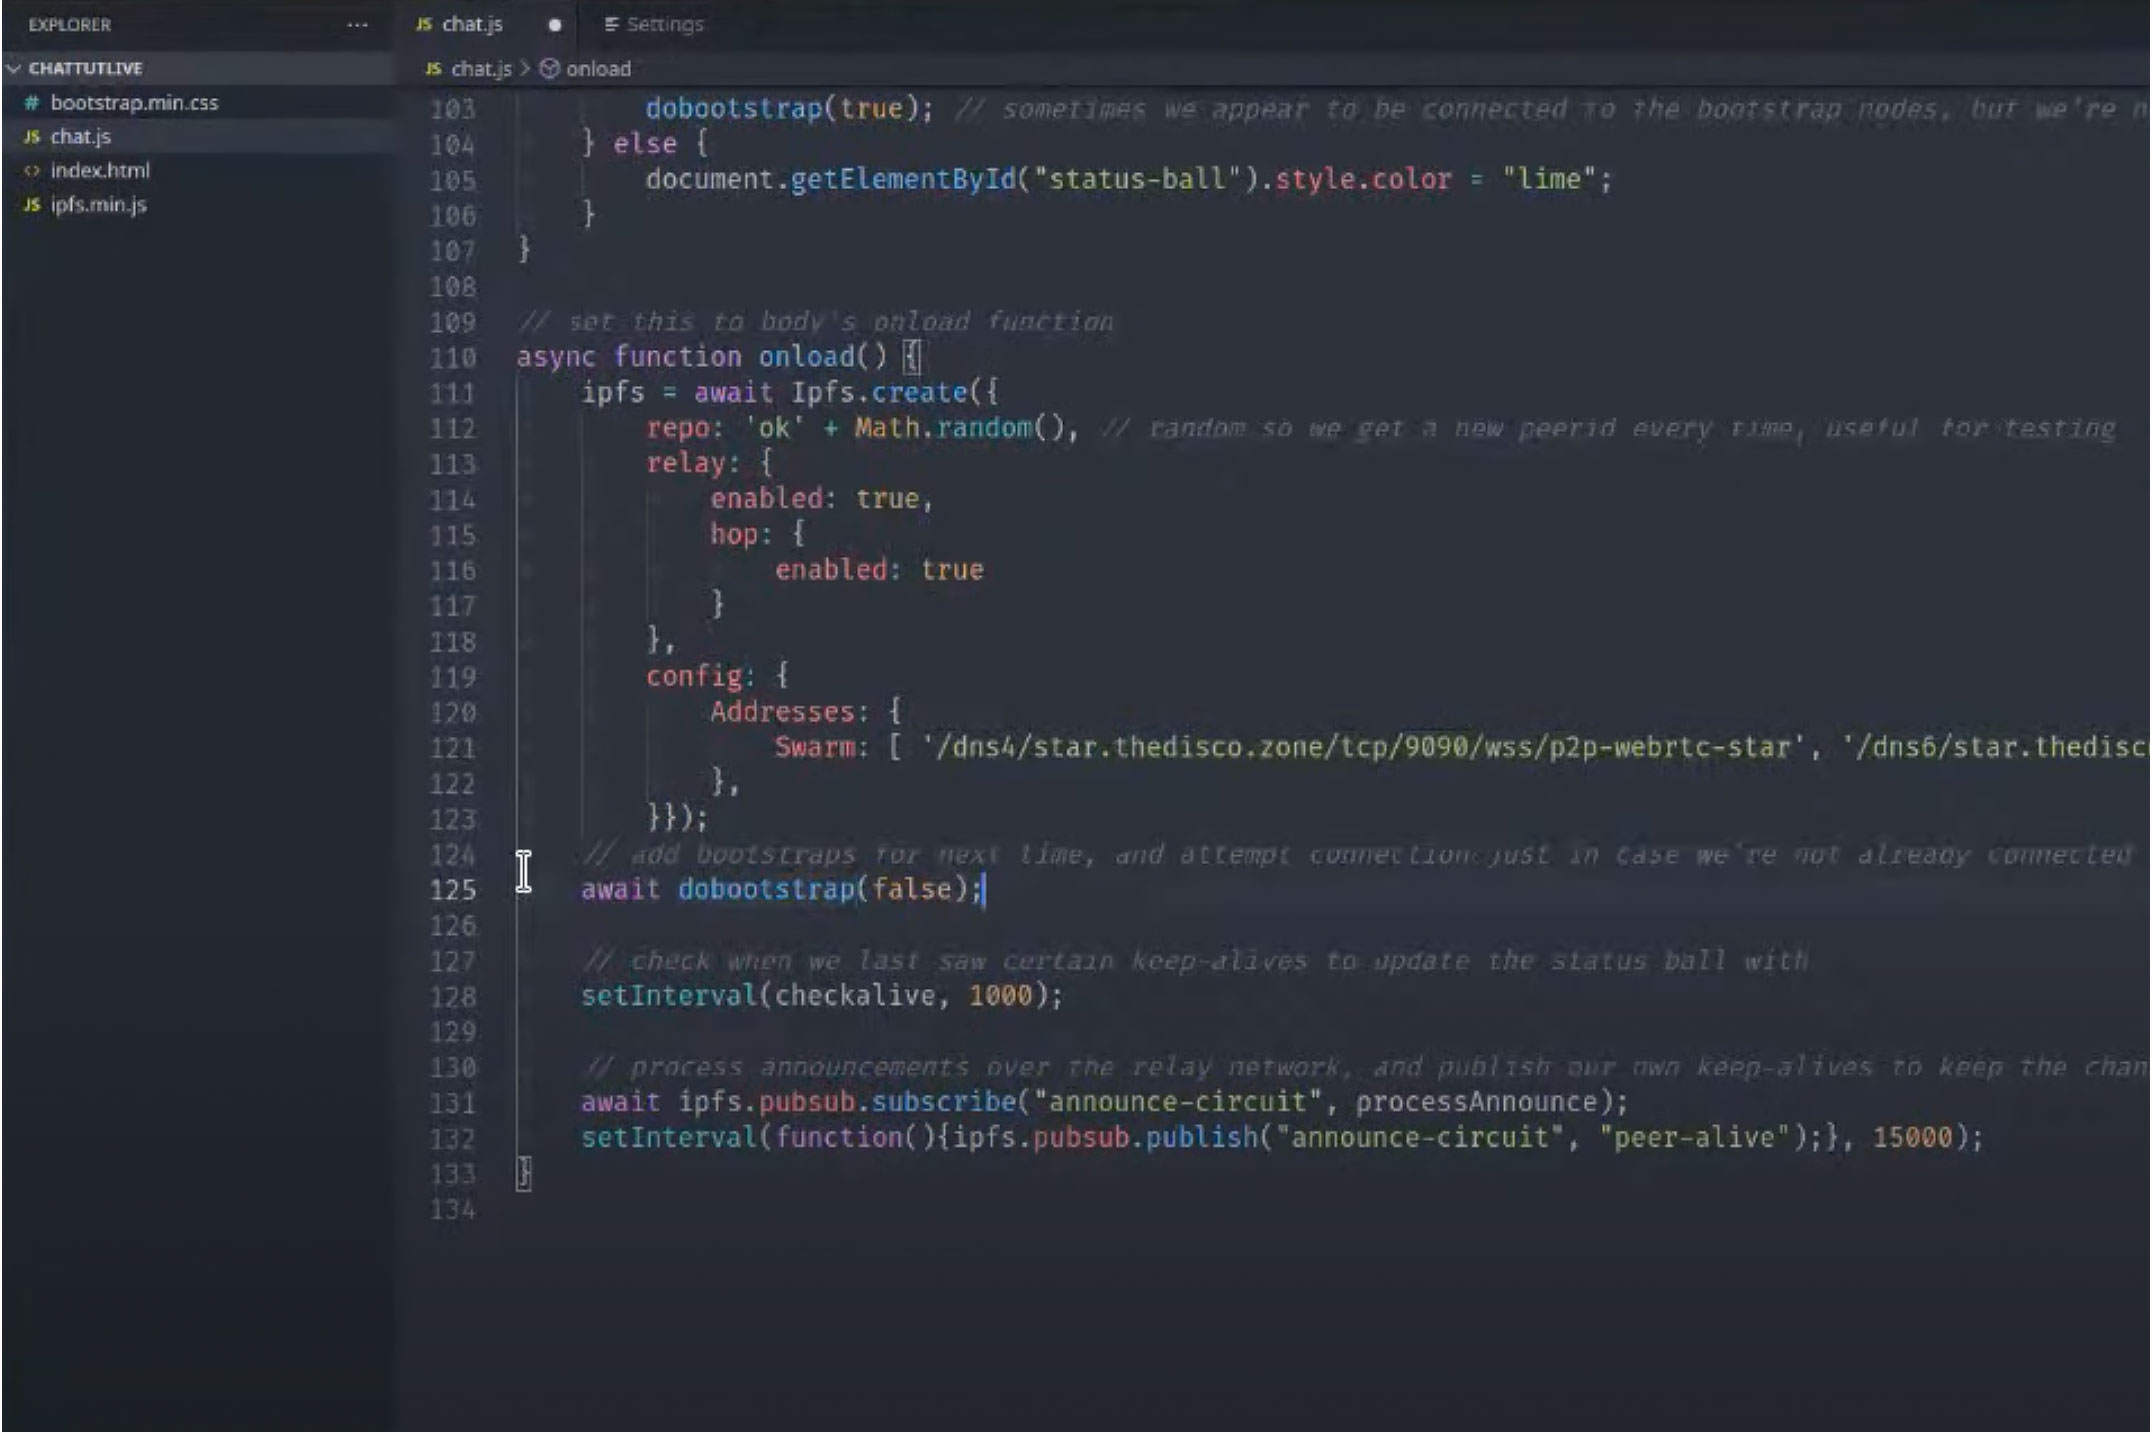 EXPLORER ···
CHATTUTLIVE
# bootstrap.min.css
JS chat.js
<> index.html
JS ipfs.min.js
JS chat.js ● Settings
JS chat.js > onload
103 dobootstrap(true); // sometimes we appear to be connected to the bootstrap nodes, but we're n
104 } else {
105 document.getElementById("status-ball").style.color = "lime";
106 }
107 }
108
109 // set this to body's onload function
110 async function onload() {
111 ipfs = await Ipfs.create({
112 repo: 'ok' + Math.random(), // random so we get a new peerid every time, useful for testing
113 relay: {
114 enabled: true,
115 hop: {
116 enabled: true
117 }
118 },
119 config: {
120 Addresses: {
121 Swarm: [ '/dns4/star.thedisco.zone/tcp/9090/wss/p2p-webrtc-star', '/dns6/star.thedisc
122 },
123 }});
124 // add bootstraps for next time, and attempt connection just in case we're not already connected
125 await dobootstrap(false);
126
127 // check when we last saw certain keep-alives to update the status ball with
128 setInterval(checkalive, 1000);
129
130 // process announcements over the relay network, and publish our own keep-alives to keep the chan
131 await ipfs.pubsub.subscribe("announce-circuit", processAnnounce);
132 setInterval(function(){ipfs.pubsub.publish("announce-circuit", "peer-alive");}, 15000);
133 }
134